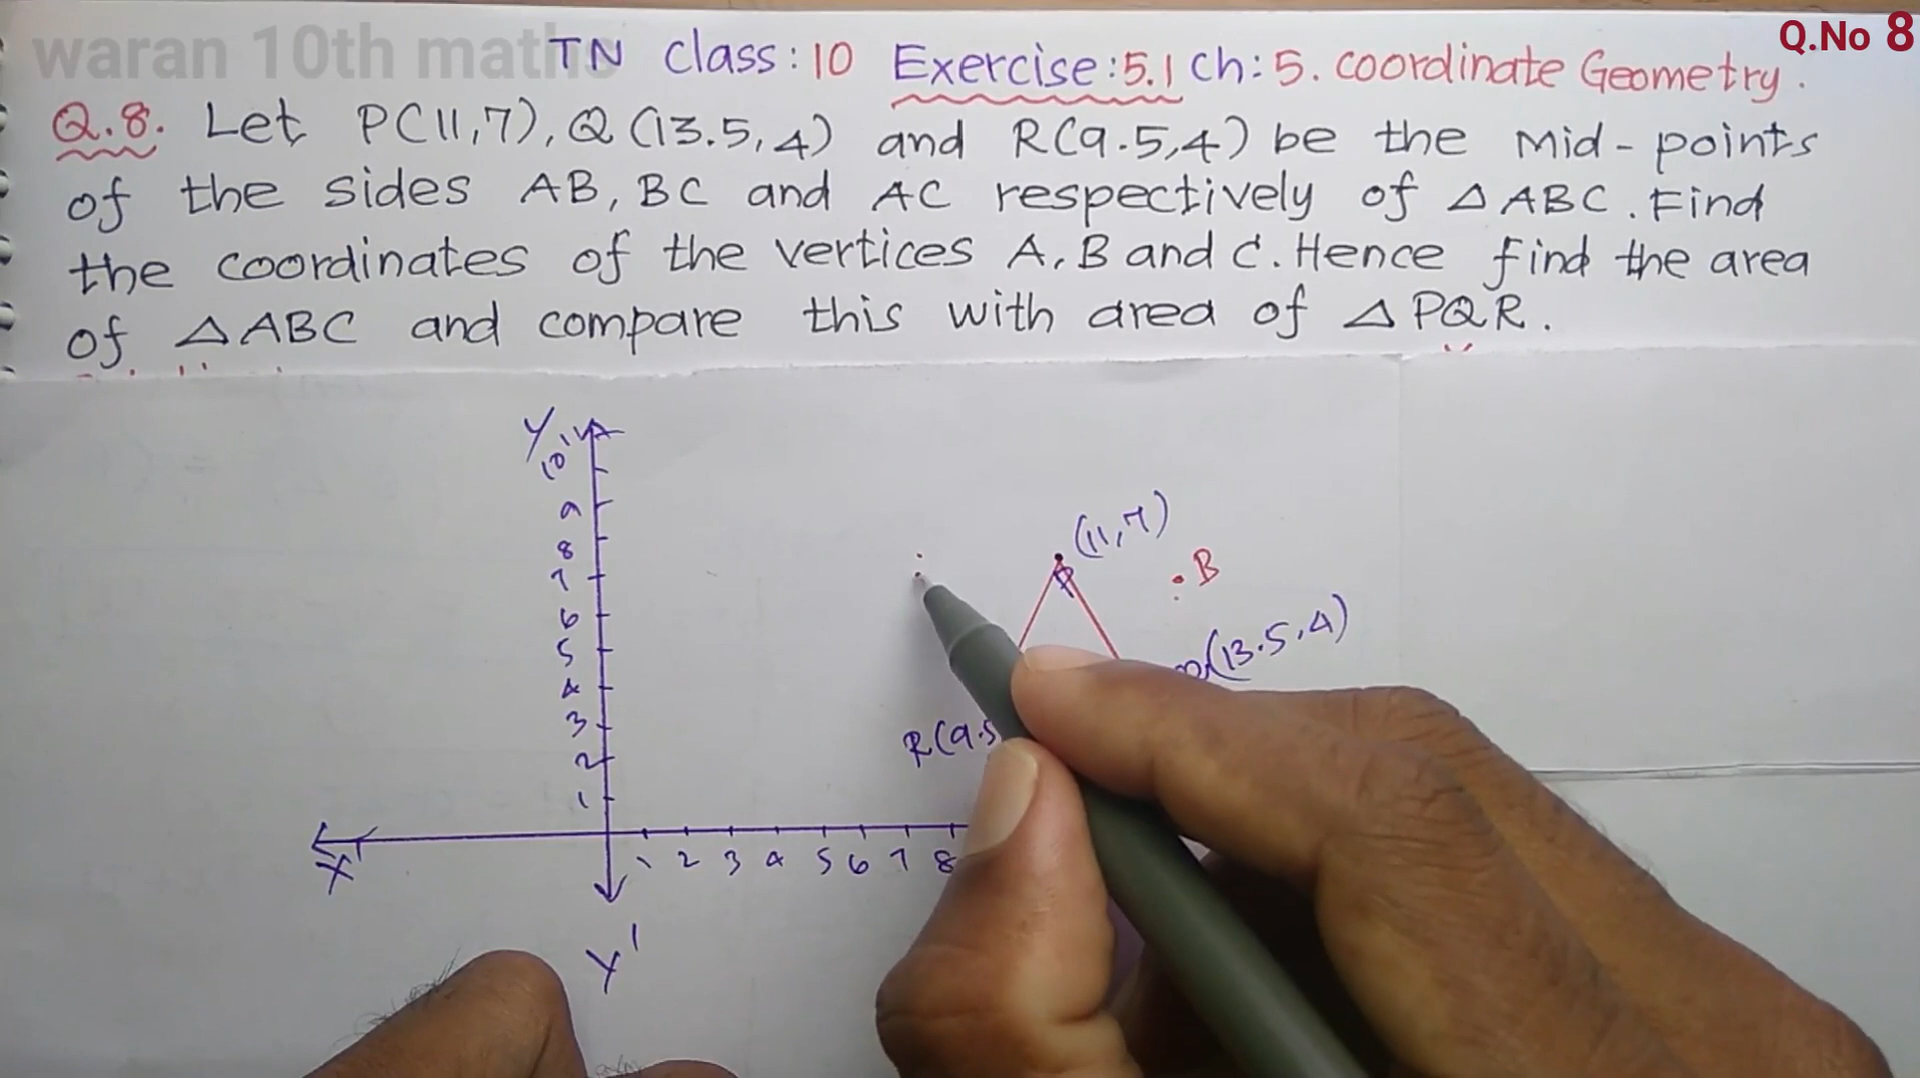 waran 10th maths
Q.No 8
TN Class: 10 Exercise: 5.1 Ch: 5. Coordinate Geometry.
Q.8. Let P(11,7), Q(13.5,4) and R(9.5,4) be the Mid-points
of the sides AB, BC and AC respectively of △ABC. Find
the coordinates of the vertices A, B and C. Hence find the area
of △ABC and compare this with area of △PQR.
Y
10
9
8
7
6
5
4
3
2
1
(11,7)
P
B
(13.5,4)
R(9.5
X'
1 2 3 4 5 6 7 8
Y'